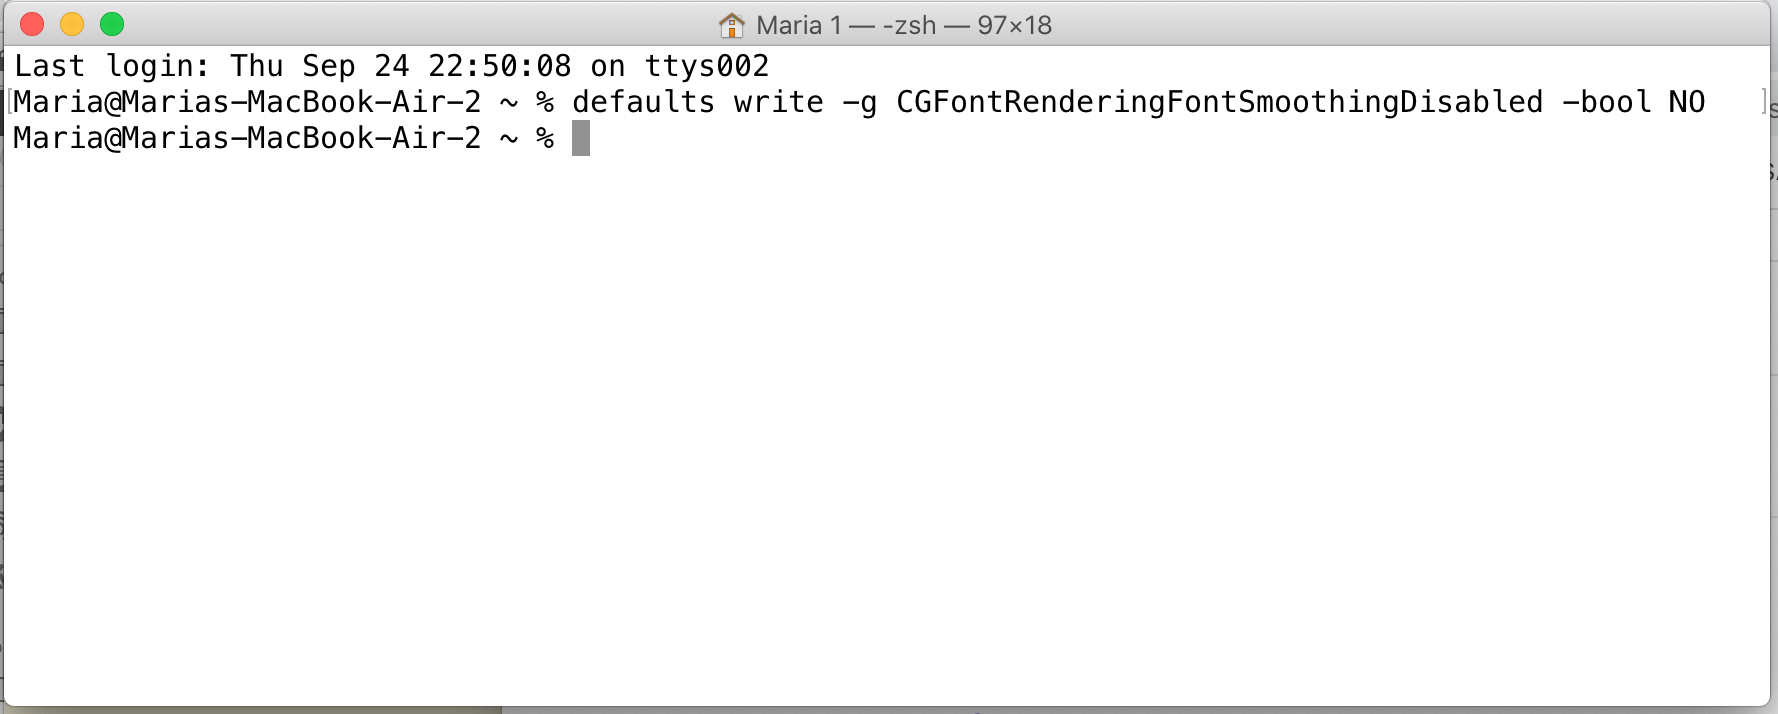 Maria 1 — -zsh — 97×18
Last login: Thu Sep 24 22:50:08 on ttys002
[Maria@Marias-MacBook-Air-2 ~ % defaults write -g CGFontRenderingFontSmoothingDisabled -bool NO ]
Maria@Marias-MacBook-Air-2 ~ %